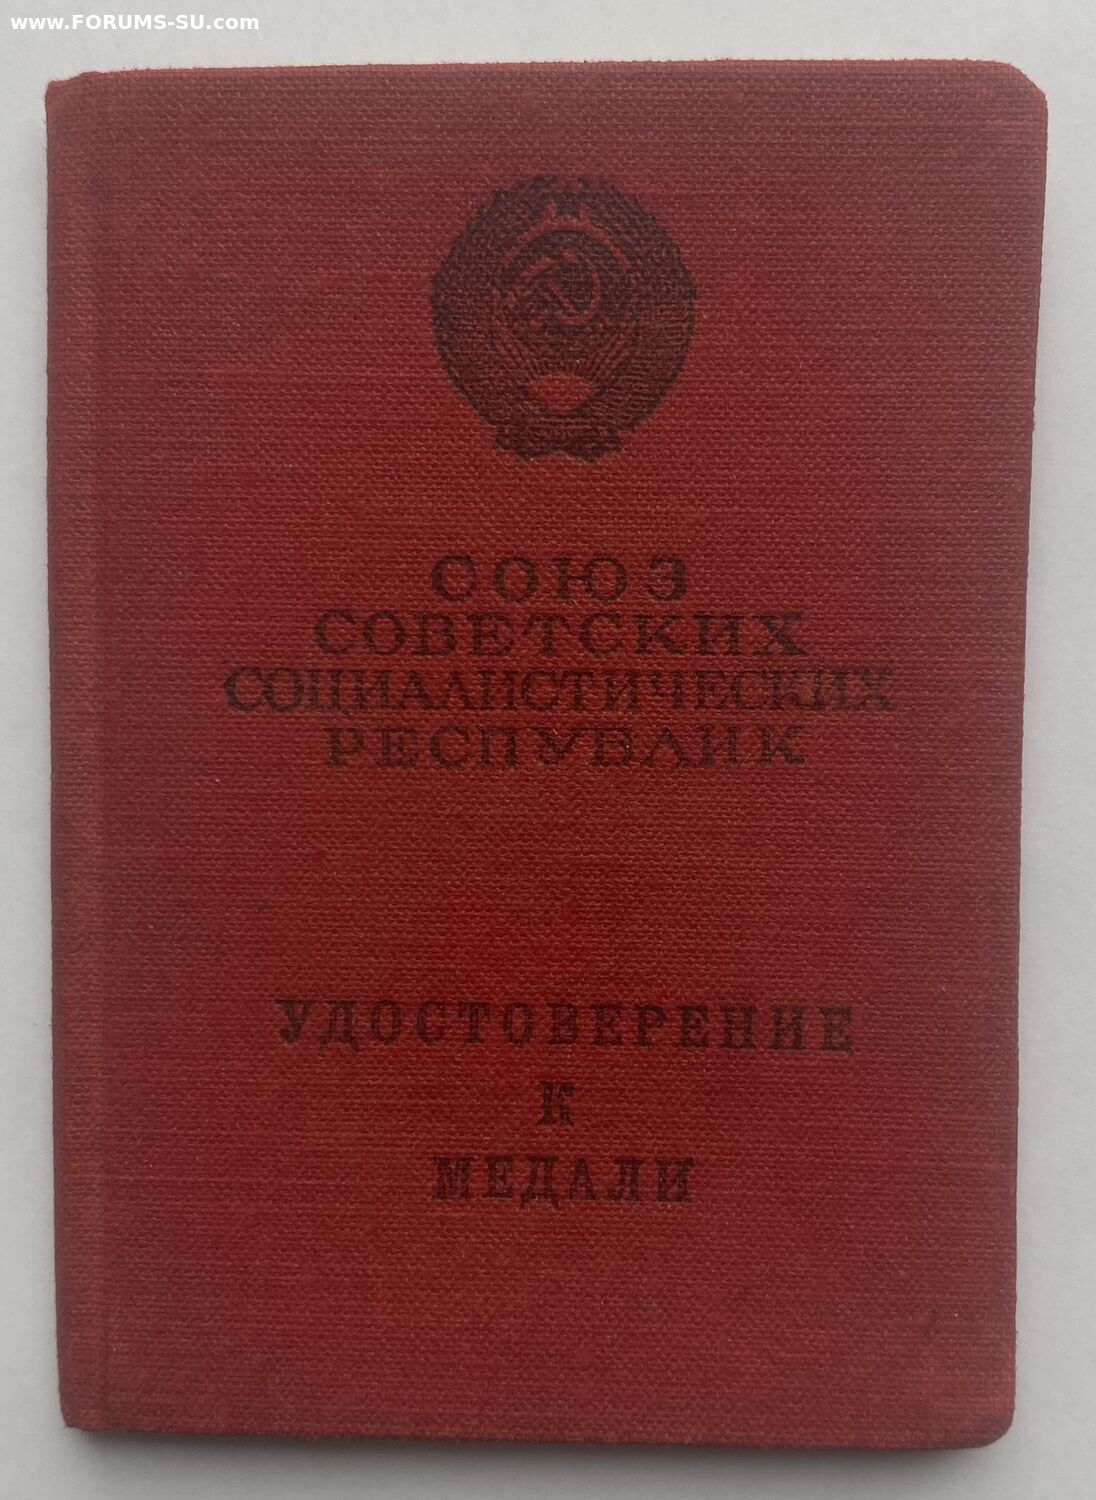 www.FORUMS-SU.com
СОЮЗ
СОВЕТСКИХ
СОЦИАЛИСТИЧЕСКИХ
РЕСПУБЛИК
УДОСТОВЕРЕНИЕ
К
МЕДАЛИ